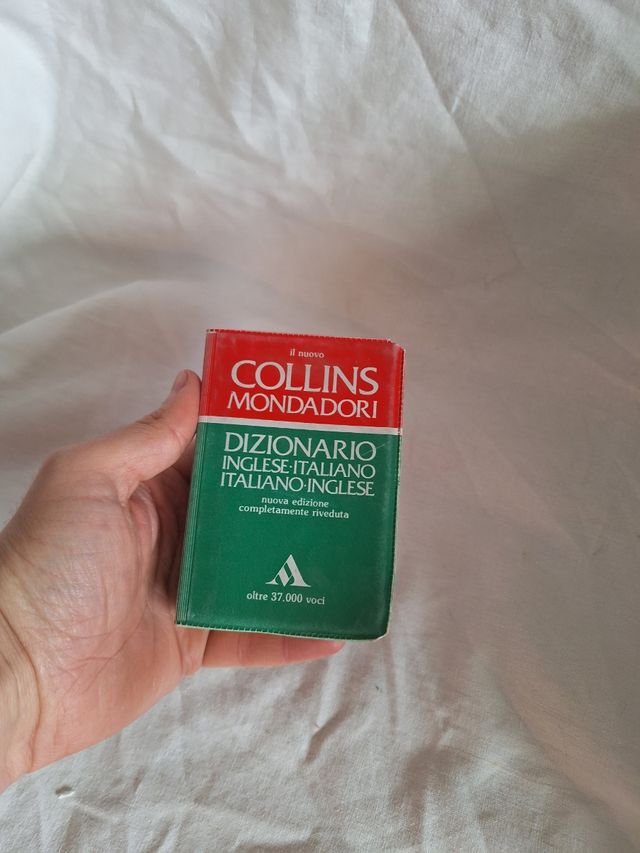 il nuovo
COLLINS
MONDADORI
DIZIONARIO
INGLESE·ITALIANO
ITALIANO·INGLESE
nuova edizione
completamente riveduta
oltre 37.000 voci